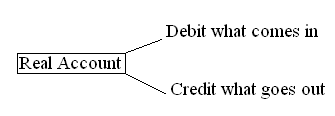 Debit what comes in
Real Account
Credit what goes out